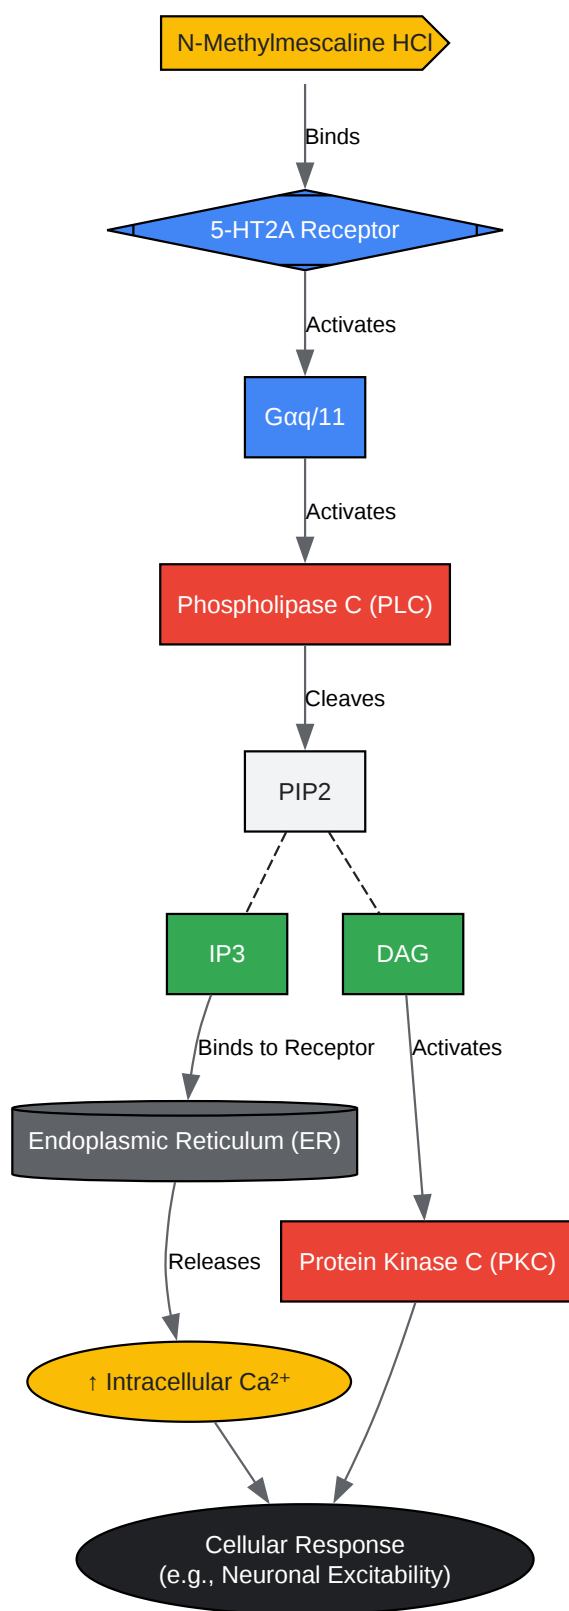 N-Methylmescaline HCl
Binds
5-HT2A Receptor
Activates
Gαq/11
Activates
Phospholipase C (PLC)
Cleaves
PIP2
IP3
DAG
Binds to Receptor
Activates
Endoplasmic Reticulum (ER)
Releases
Protein Kinase C (PKC)
↑ Intracellular Ca²⁺
Cellular Response
(e.g., Neuronal Excitability)